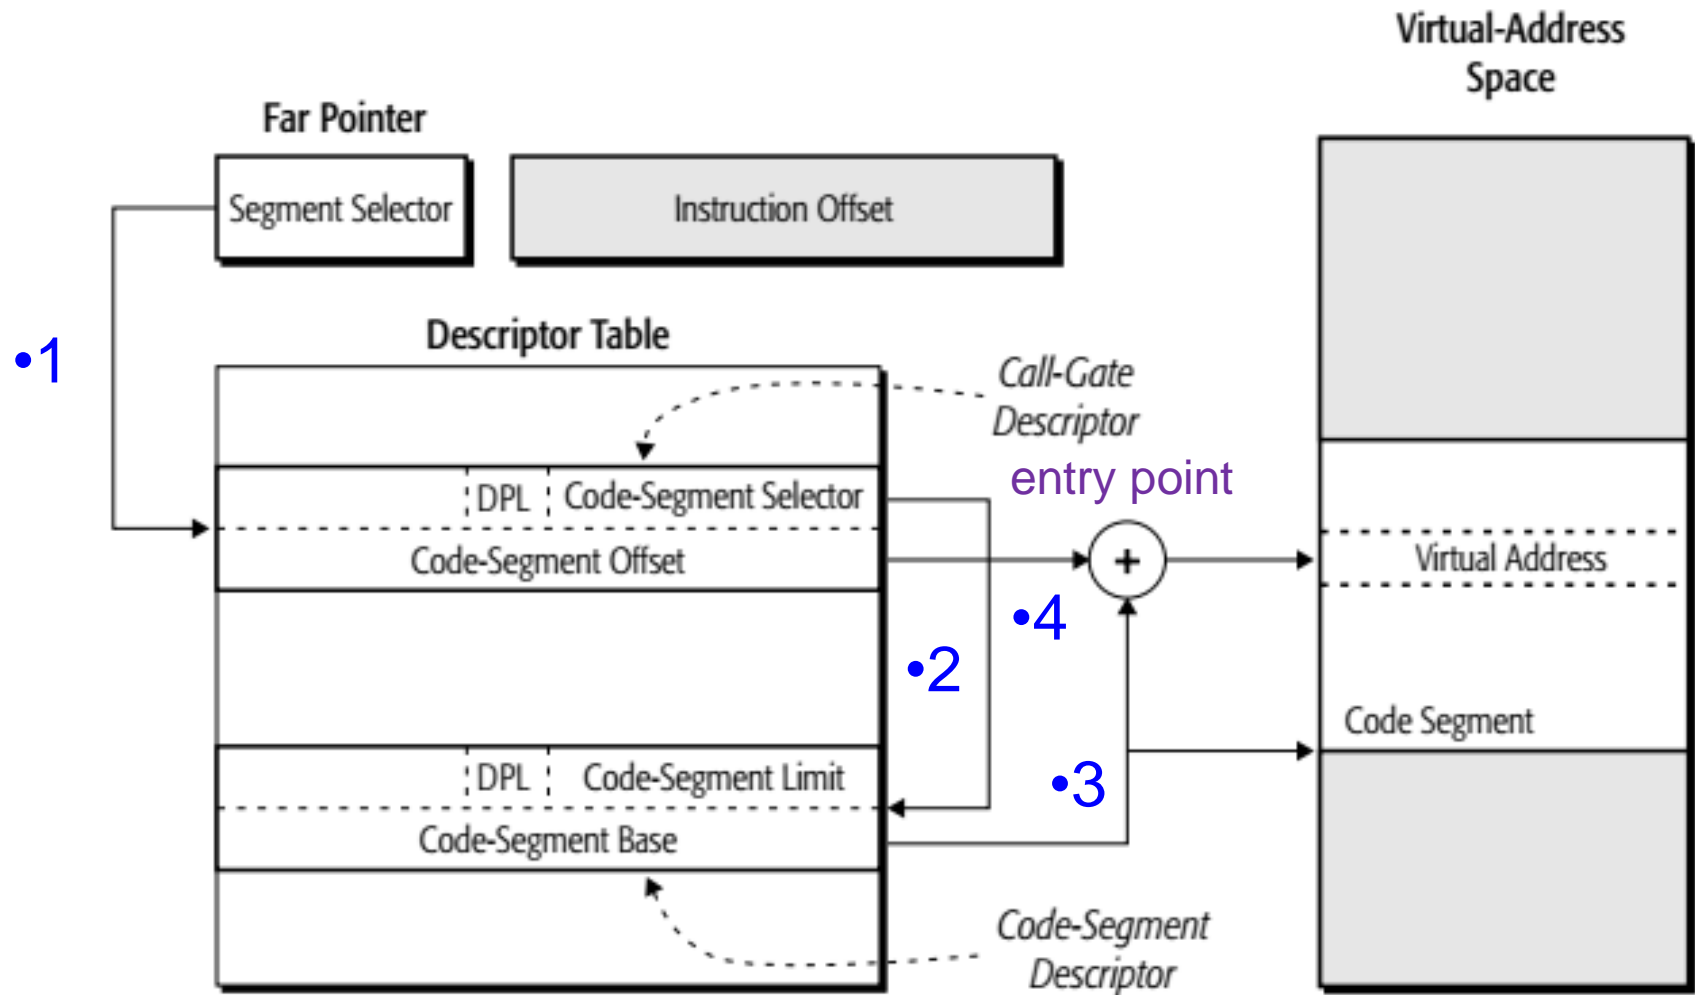 Virtual-Address
Space
Far Pointer
Segment Selector
Instruction Offset
Descriptor Table
•1
Call-Gate
Descriptor
entry point
DPL
Code-Segment Selector
Code-Segment Offset
+
Virtual Address
•4
•2
Code Segment
DPL
Code-Segment Limit
•3
Code-Segment Base
Code-Segment
Descriptor